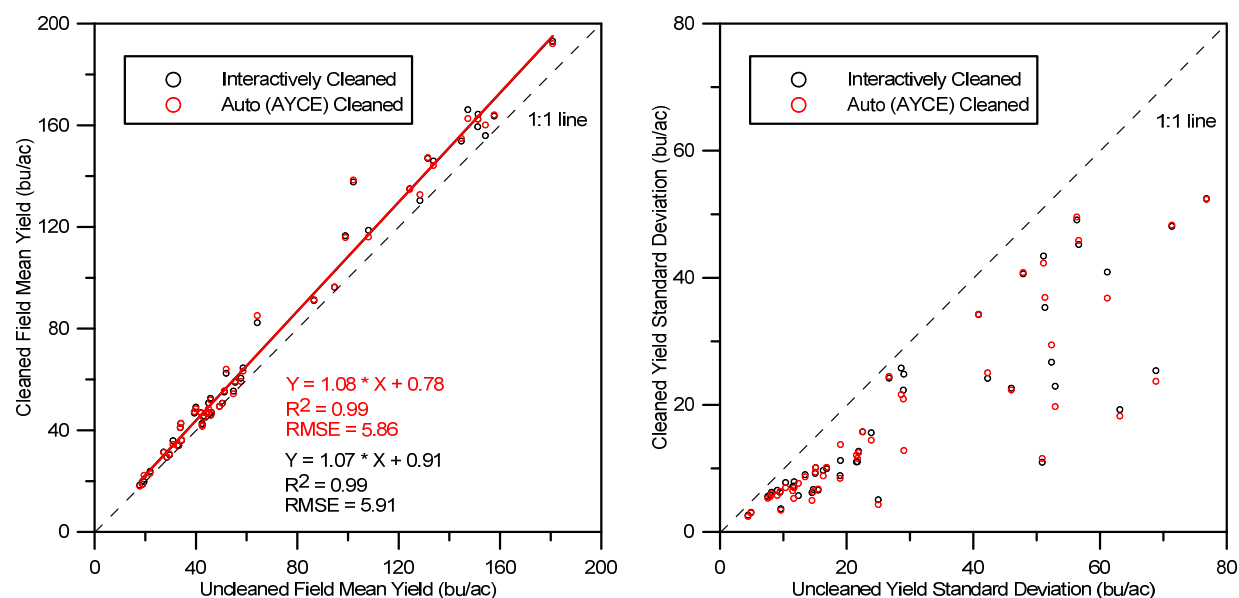 200
160
120
80
40
0
Cleaned Field Mean Yield (bu/ac)
Interactively Cleaned
Auto (AYCE) Cleaned
1:1 line
Y = 1.08 * X + 0.78
R² = 0.99
RMSE = 5.86
Y = 1.07 * X + 0.91
R² = 0.99
RMSE = 5.91
0 40 80 120 160 200
Uncleaned Field Mean Yield (bu/ac)
80
60
40
20
0
Cleaned Yield Standard Deviation (bu/ac)
Interactively Cleaned
Auto (AYCE) Cleaned
1:1 line
0 20 40 60 80
Uncleaned Yield Standard Deviation (bu/ac)